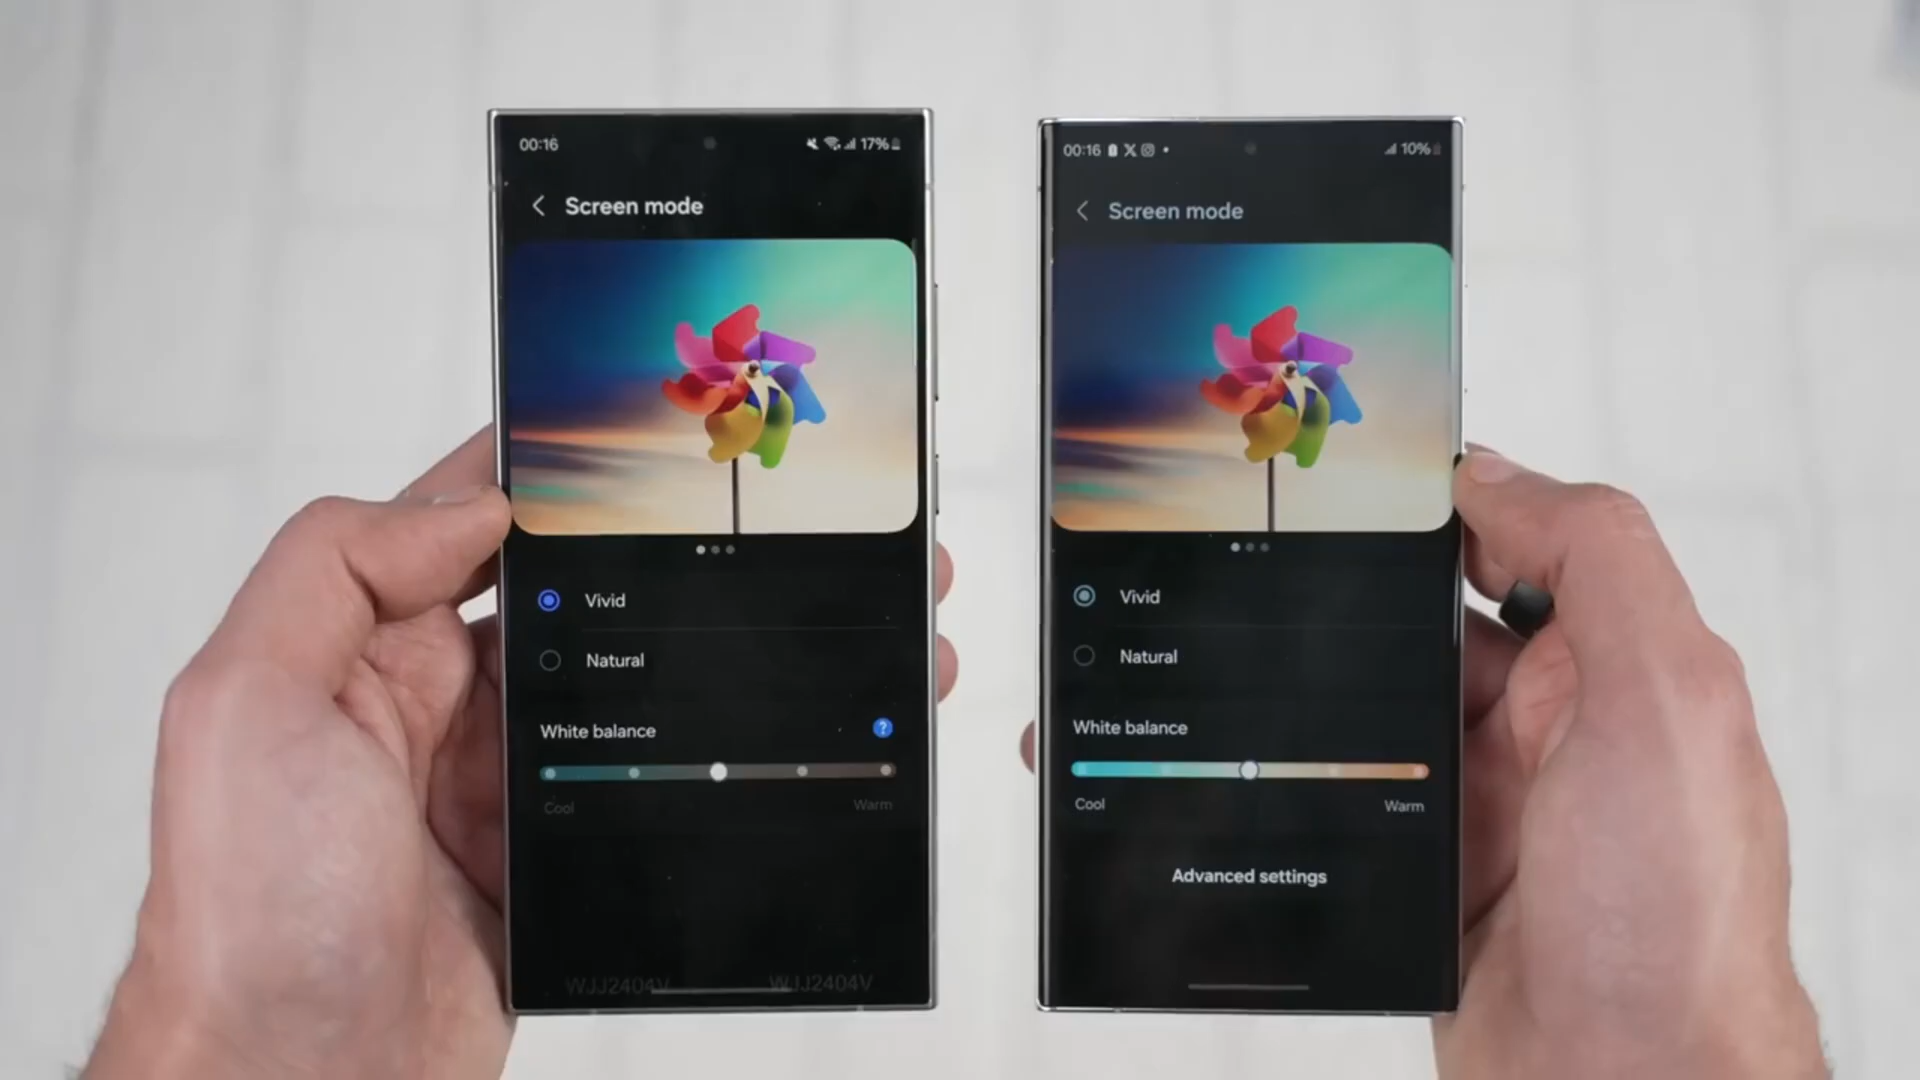 00:16 17%
Screen mode
Vivid
Natural
White balance ?
Cool Warm
WJJ2404V WJJ2404V
00:16 10%
Screen mode
Vivid
Natural
White balance
Cool Warm
Advanced settings